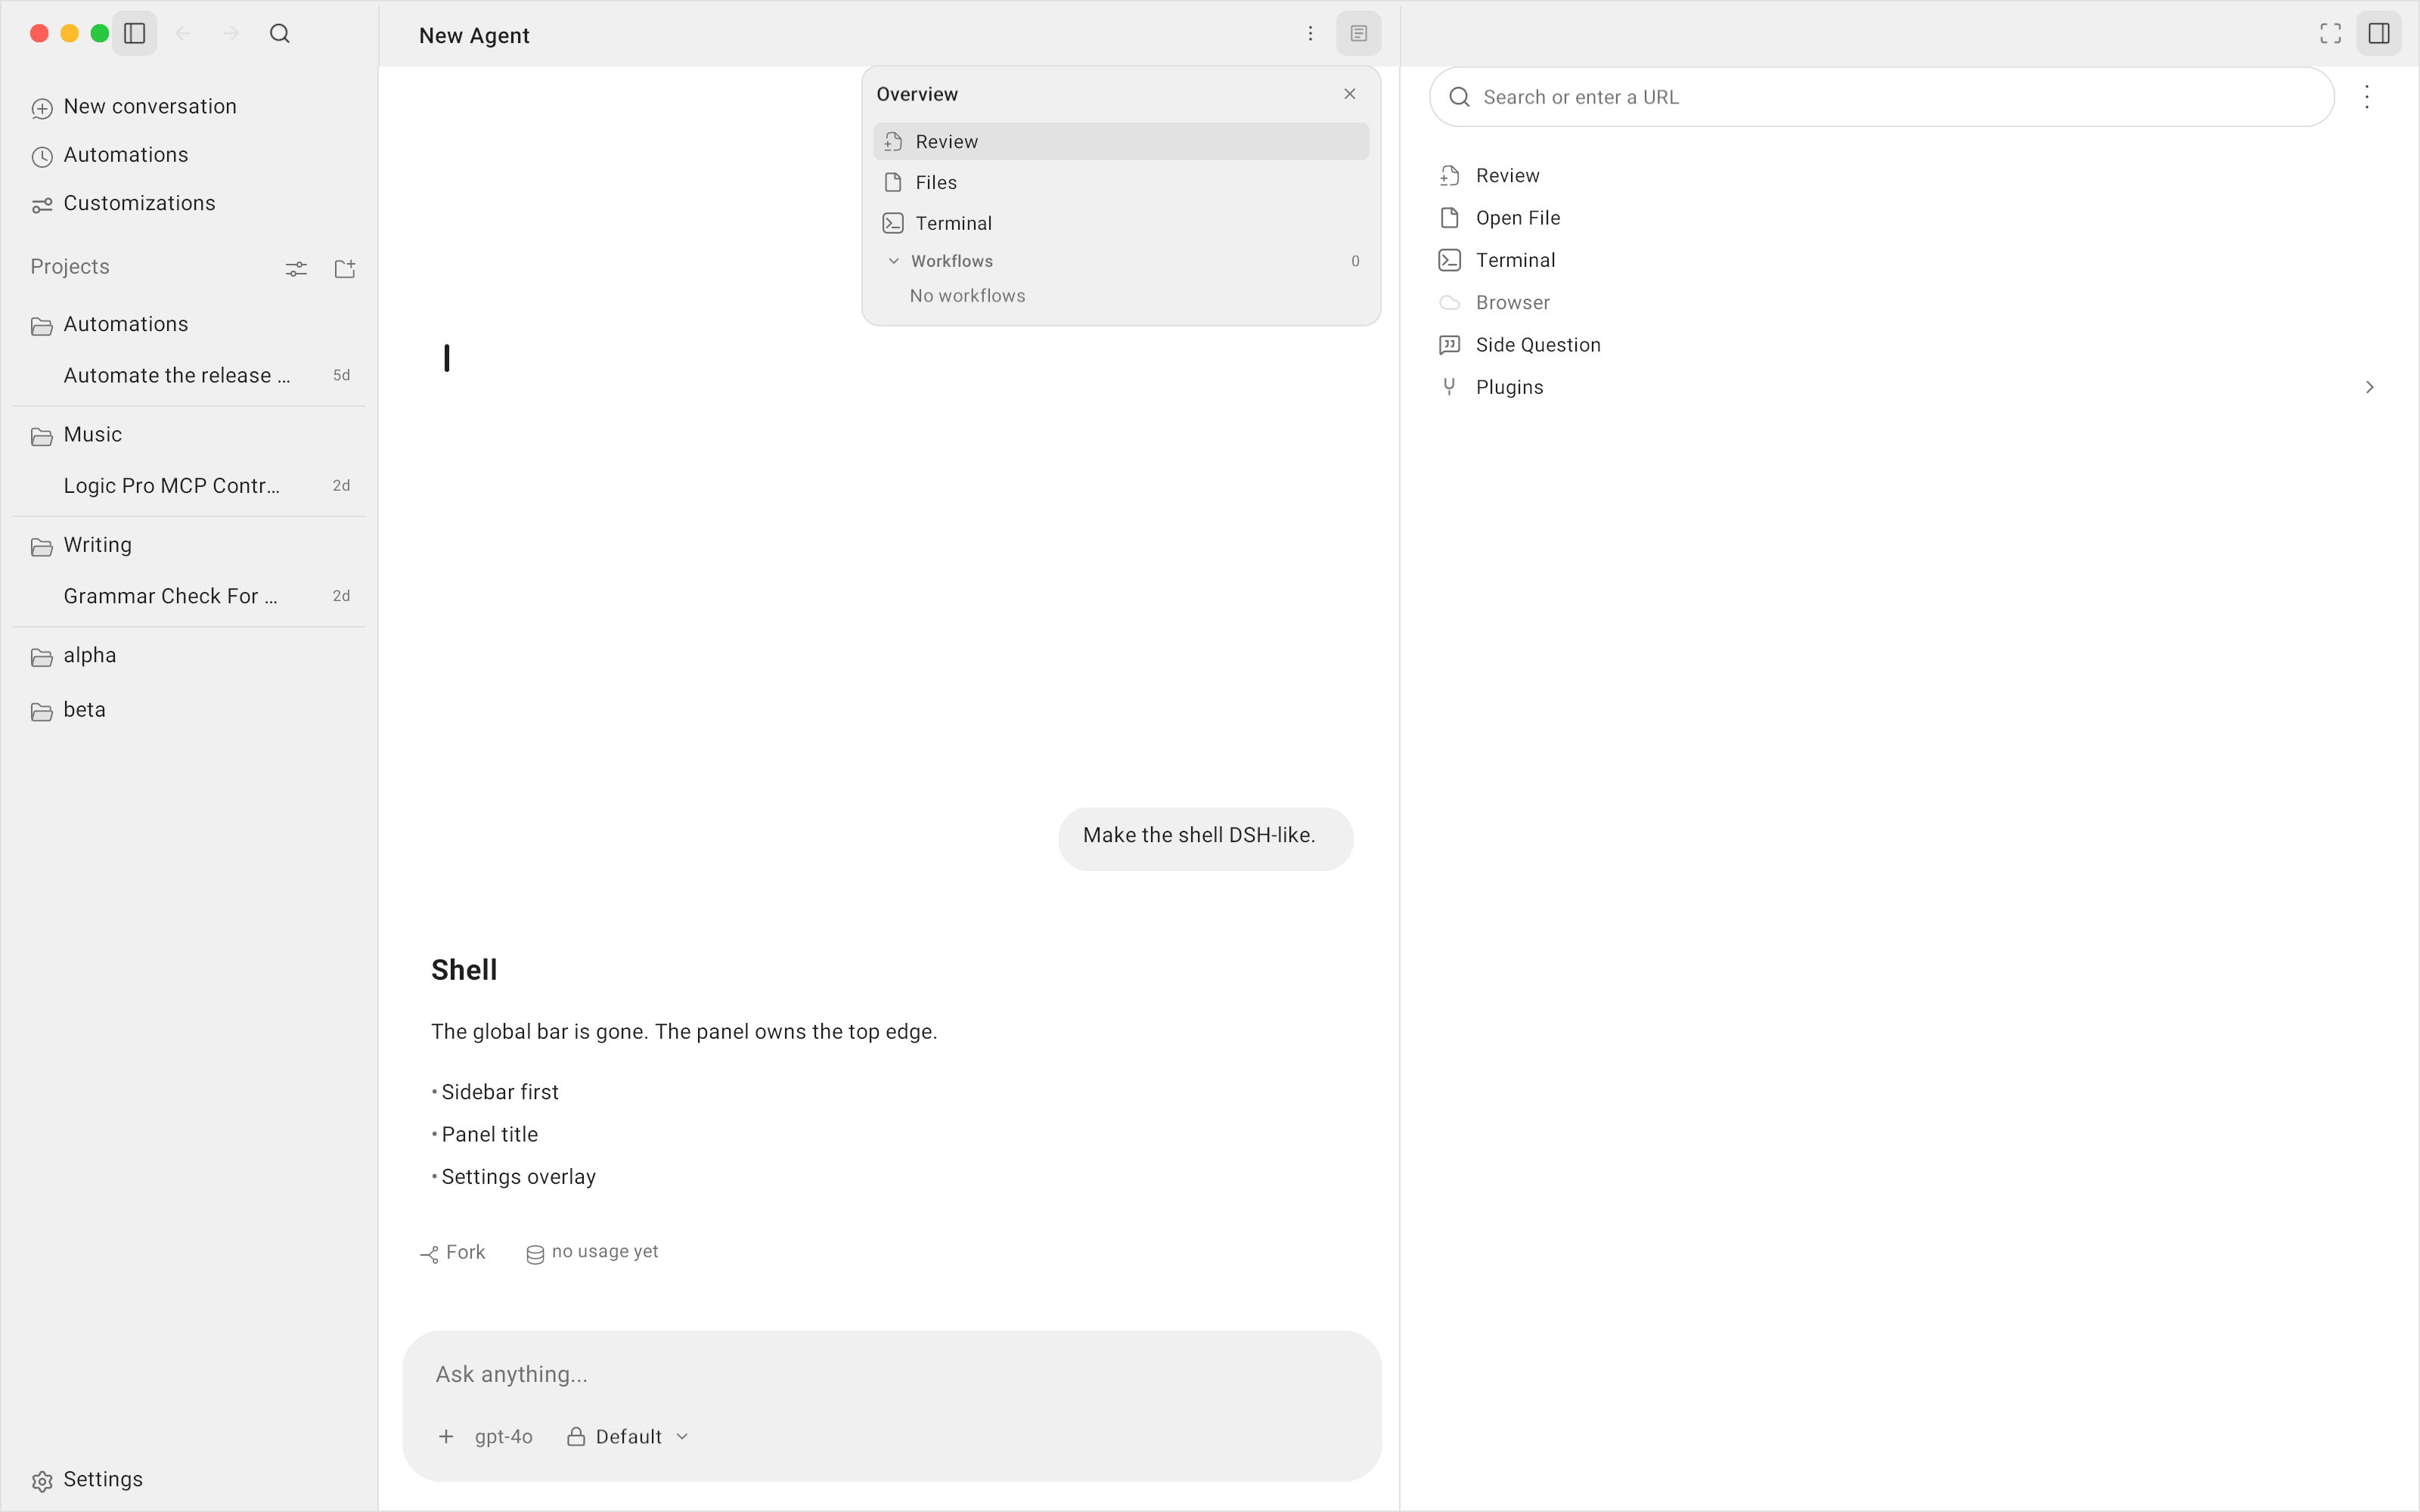 New Agent
New conversation
Automations
Customizations
Projects
Automations
Automate the release ...
5d
Music
Logic Pro MCP Contr...
2d
Writing
Grammar Check For ...
2d
alpha
beta
Settings
Overview
Review
Files
Terminal
Workflows
0
No workflows
Make the shell DSH-like.
Shell
The global bar is gone. The panel owns the top edge.
• Sidebar first
• Panel title
• Settings overlay
Fork
no usage yet
Ask anything...
gpt-4o
Default
Search or enter a URL
Review
Open File
Terminal
Browser
Side Question
Plugins